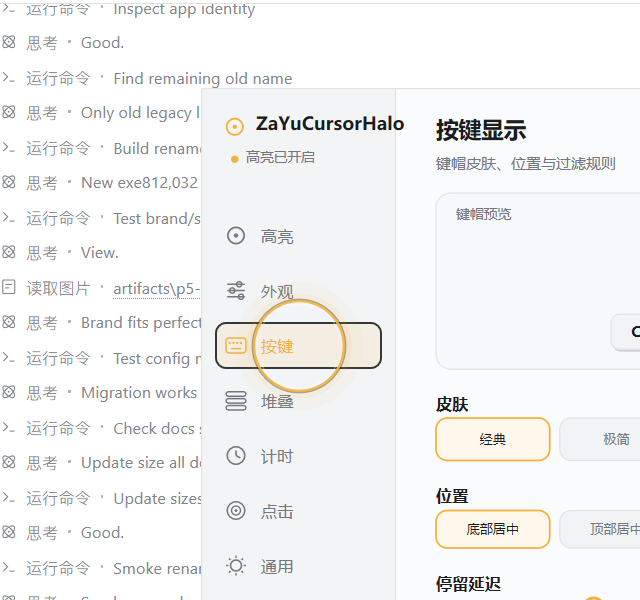 运行命令 · Inspect app identity
思考 · Good.
运行命令 · Find remaining old name
思考 · Only old legacy
运行命令 · Build
思考 · New exe812,032
运行命令 · Test
思考 · View.
读取图片 · artifacts\p5-
思考 · Brand fits
运行命令 · Test config
思考 · Migration works
运行命令 · Check docs
思考 · Update size all
运行命令 · Update sizes
思考 · Good.
运行命令 · Smoke
ZaYuCursorHalo
高亮已开启
高亮
外观
按键
堆叠
计时
点击
通用
按键显示
键帽皮肤、位置与过滤规则
键帽预览
皮肤
经典
极简
位置
底部居中
顶部居中
停留延迟